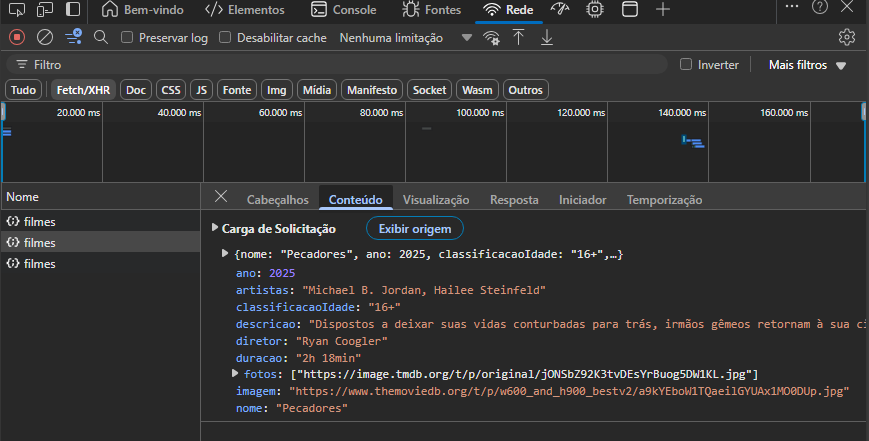 Bem-vindo Elementos Console Fontes Rede
Preservar log Desabilitar cache Nenhuma limitação
Filtro Inverter Mais filtros
Tudo Fetch/XHR Doc CSS JS Fonte Img Mídia Manifesto Socket Wasm Outros
20.000 ms 40.000 ms 60.000 ms 80.000 ms 100.000 ms 120.000 ms 140.000 ms 160.000 ms
Nome Cabeçalhos Conteúdo Visualização Resposta Iniciador Temporização
filmes
filmes
filmes
Carga de Solicitação Exibir origem
{nome: "Pecadores", ano: 2025, classificacaoIdade: "16+",…}
ano: 2025
artistas: "Michael B. Jordan, Hailee Steinfeld"
classificacaoIdade: "16+"
descricao: "Dispostos a deixar suas vidas conturbadas para trás, irmãos gêmeos retornam à sua ci
diretor: "Ryan Coogler"
duracao: "2h 18min"
fotos: ["https://image.tmdb.org/t/p/original/jONSbZ92K3tvDEsYrBuog5DW1KL.jpg"]
imagem: "https://www.themoviedb.org/t/p/w600_and_h900_bestv2/a9kYEboW1TQaeilGYUAx1MO0DUp.jpg"
nome: "Pecadores"